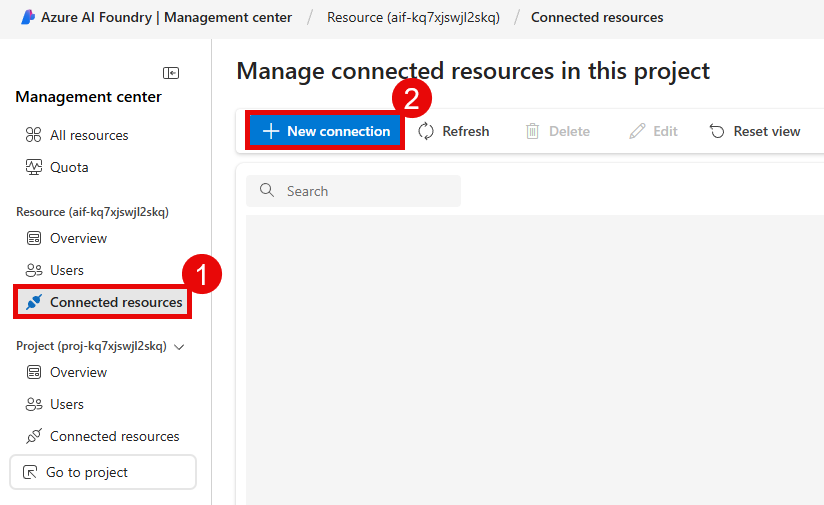 Azure AI Foundry | Management center / Resource (aif-kq7xjswjl2skq) / Connected resources
Management center
All resources
Quota
Resource (aif-kq7xjswjl2skq)
Overview
Users
Connected resources
1
Project (proj-kq7xjswjl2skq)
Overview
Users
Connected resources
Go to project
Manage connected resources in this project
2
New connection Refresh Delete Edit Reset view
Search